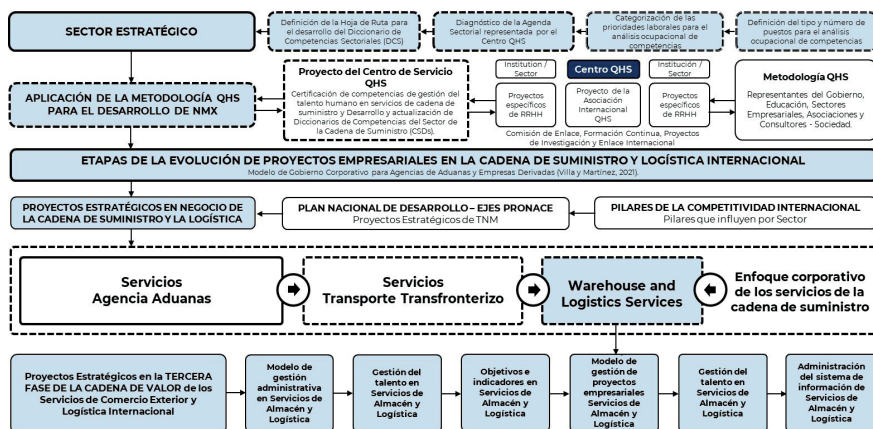 SECTOR ESTRATÉGICO
Definición de la Hoja de Ruta para
el desarrollo del Diccionario de
Competencias Sectoriales (DCS)
Diagnóstico de la Agenda
Sectorial representada por el
Centro QHS
Categorización de las
prioridades laborales para el
análisis ocupacional de
competencias
Definición del tipo y número de
puestos para el análisis
ocupacional de competencias
APLICACIÓN DE LA METODOLOGÍA QHS
PARA EL DESARROLLO DE NMX
Proyecto del Centro de Servicio
QHS
Certificación de competencias de gestión del
talento humano en servicios de cadena de
suministro y Desarrollo y actualización de
Diccionarios de Competencias del Sector de
la Cadena de Suministro (CSDs).
Institution /
Sector
Proyectos
específicos
de RRHH
Centro QHS
Proyecto de la
Asociación
Internacional
QHS
Institución /
Sector
Proyectos
específicos
de RRHH
Comisión de Enlace, Formación Continua, Proyectos
de Investigación y Enlace Internacional
Metodología QHS
Representantes del Gobierno,
Educación, Sectores
Empresariales, Asociaciones y
Consultores - Sociedad.
ETAPAS DE LA EVOLUCIÓN DE PROYECTOS EMPRESARIALES EN LA CADENA DE SUMINISTRO Y LOGÍSTICA INTERNACIONAL
Modelo de Gobierno Corporativo para Agencias de Aduanas y Empresas Derivadas (Villa y Martínez, 2021).
PROYECTOS ESTRATÉGICOS EN NEGOCIO DE
LA CADENA DE SUMINISTRO Y LA LOGÍSTICA
PLAN NACIONAL DE DESARROLLO – EJES PRONACE
Proyectos Estratégicos de TNM
PILARES DE LA COMPETITIVIDAD INTERNACIONAL
Pilares que influyen por Sector
Servicios
Agencia Aduanas
Servicios
Transporte Transfronterizo
Warehouse and
Logistics Services
Enfoque corporativo
de los servicios de la
cadena de suministro
Proyectos Estratégicos en la TERCERA
FASE DE LA CADENA DE VALOR de los
Servicios de Comercio Exterior y
Logística Internacional
Modelo de
gestión
administrativa
en Servicios de
Almacén y
Logística
Gestión del
talento en
Servicios de
Almacén y
Logística
Objetivos e
indicadores en
Servicios de
Almacén y
Logística
Modelo de
gestión de
proyectos
empresariales
Servicios de
Almacén y
Logística
Gestión del
talento en
Servicios de
Almacén y
Logística
Administración
del sistema de
información de
Servicios de
Almacén y
Logística